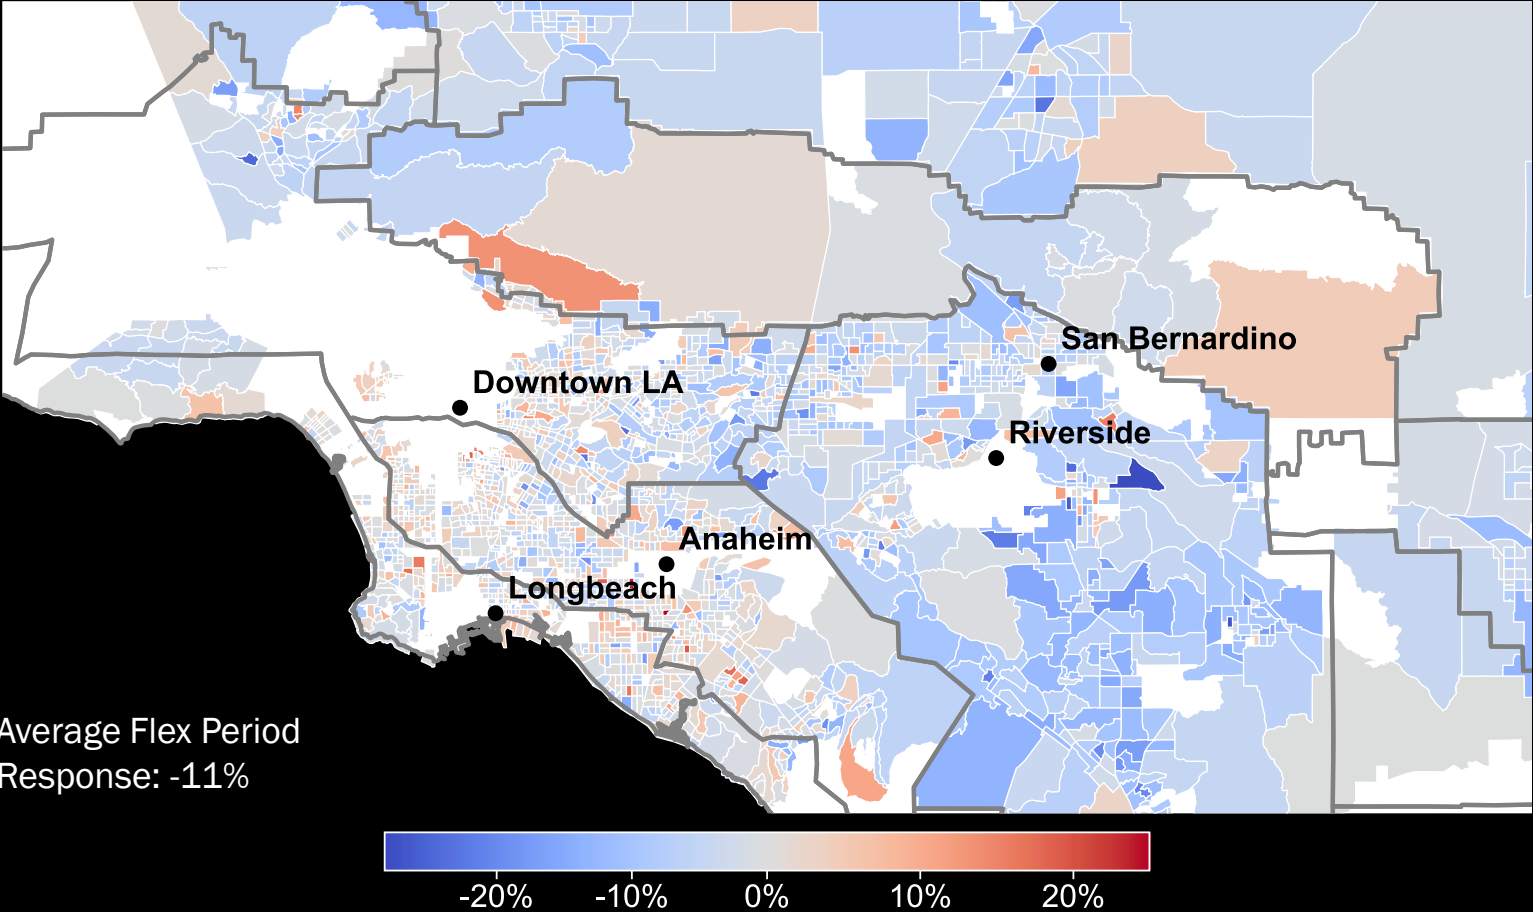 San Bernardino
Downtown LA
Riverside
Anaheim
Longbeach
Average Flex Period
Response: -11%
-20% -10% 0% 10% 20%